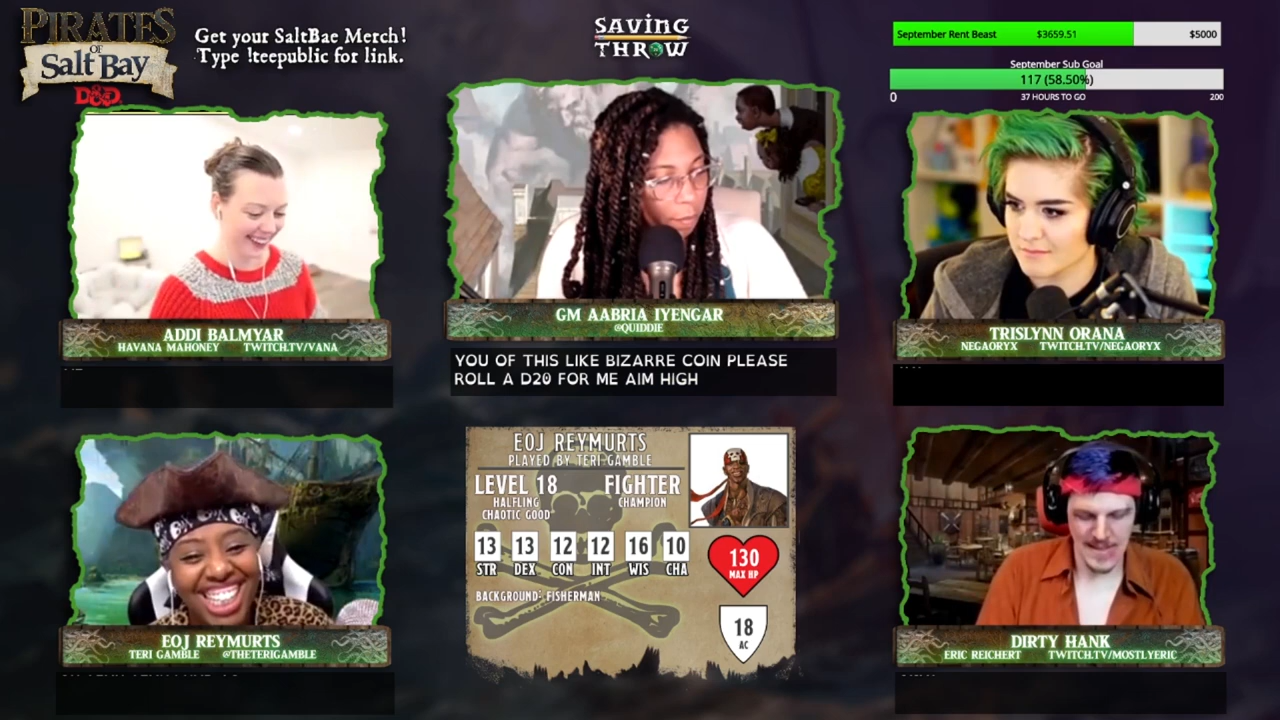 PIRATES
OF
Salt Bay
D&D
Get your SaltBae Merch!
Type !teepublic for link.
SAVING
THROW
September Rent Beast $3659.51 $5000
September Sub Goal
117 (58.50%)
0 37 HOURS TO GO 200
ADDI BALMYAR
HAVANA MAHONEY TWITCH.TV/VANA
GM AABRIA IYENGAR
@QUIDDIE
YOU OF THIS LIKE BIZARRE COIN PLEASE
ROLL A D20 FOR ME AIM HIGH
TRISLYNN ORANA
NEGAORYX TWITCH.TV/NEGAORYX
EOJ REYMURTS
TERI GAMBLE @THETERIGAMBLE
EOJ REYMURTS
PLAYED BY TERI GAMBLE
LEVEL 18 FIGHTER
HALFLING CHAMPION
CHAOTIC GOOD
13 13 12 12 16 10
STR DEX CON INT WIS CHA
BACKGROUND: FISHERMAN
130
MAX HP
18
AC
DIRTY HANK
ERIC REICHERT TWITCH.TV/MOSTLYERIC